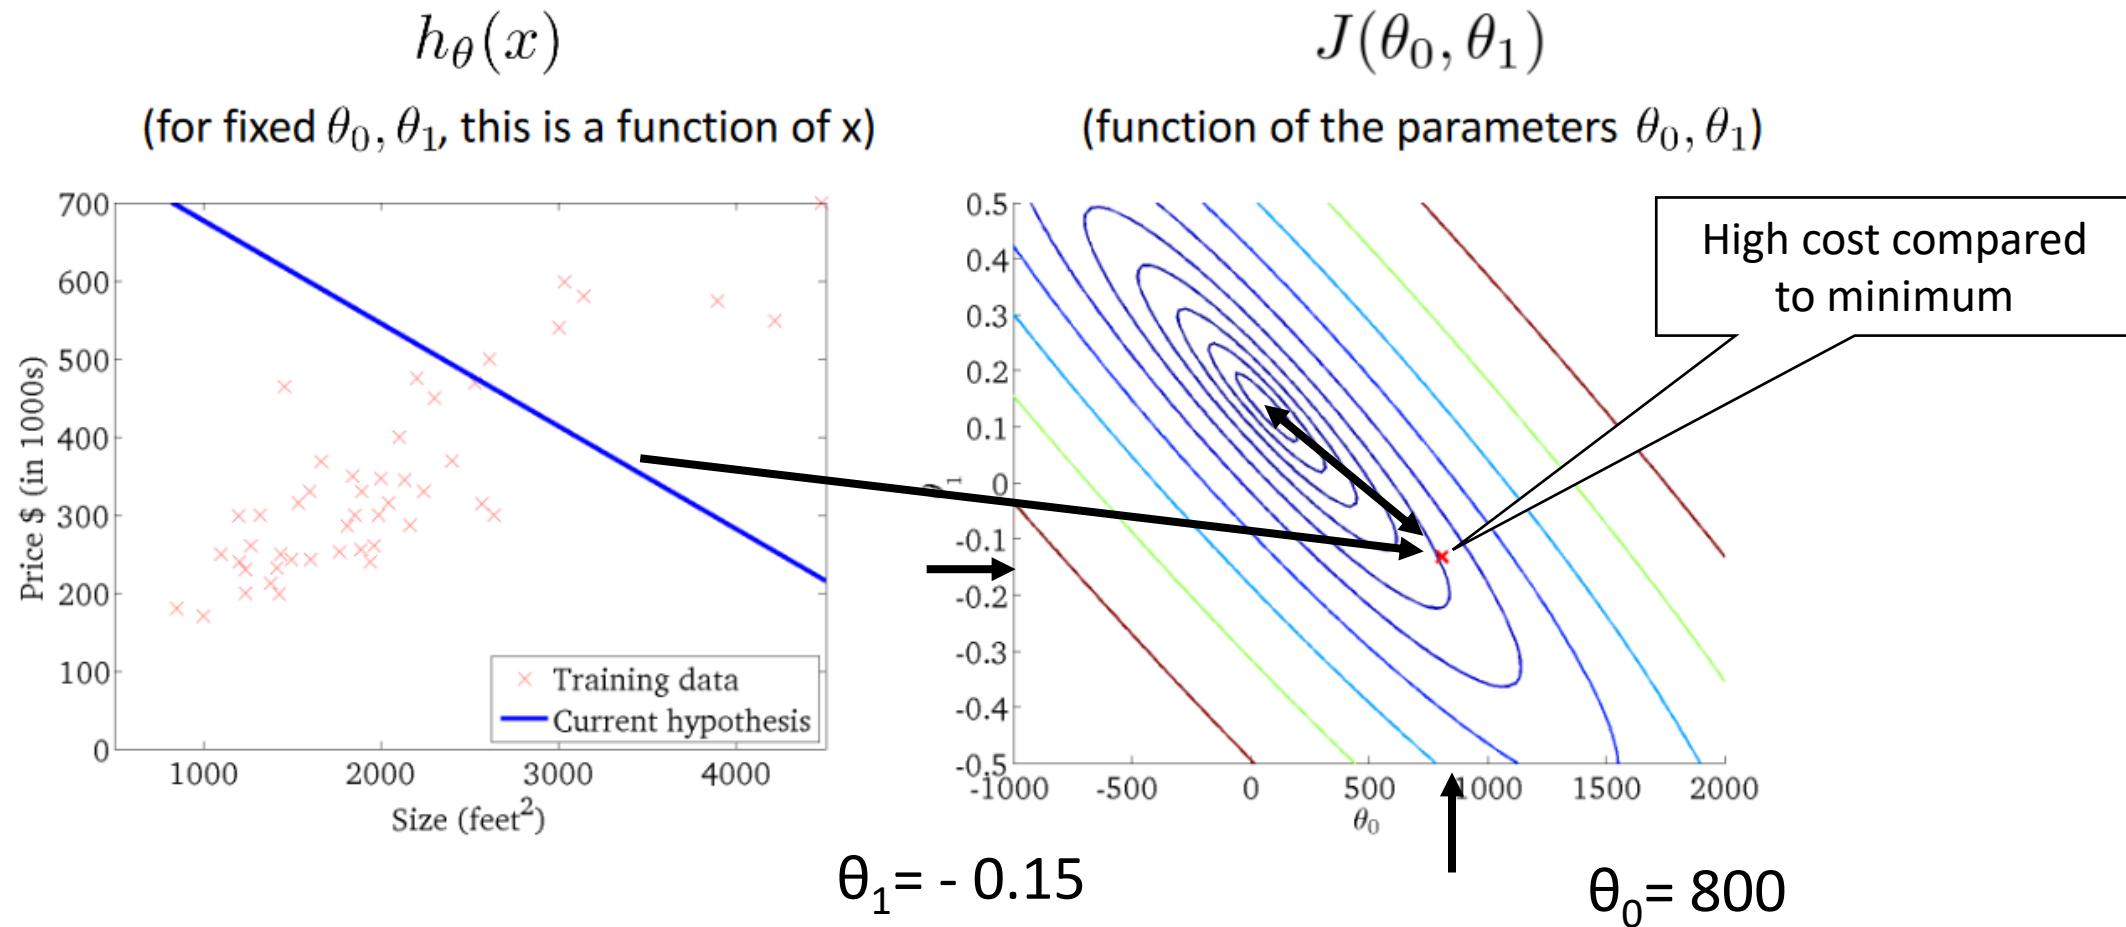 h_θ(x)
(for fixed θ₀, θ₁, this is a function of x)
700
600
500
400
300
200
100
0
Price $ (in 1000s)
1000 2000 3000 4000
Size (feet²)
Training data
Current hypothesis
J(θ₀, θ₁)
(function of the parameters θ₀, θ₁)
0.5
0.4
0.3
0.2
0.1
0
-0.1
-0.2
-0.3
-0.4
-0.5
-1000 -500 0 500 1000 1500 2000
θ₀
High cost compared
to minimum
θ₁= - 0.15
θ₀= 800